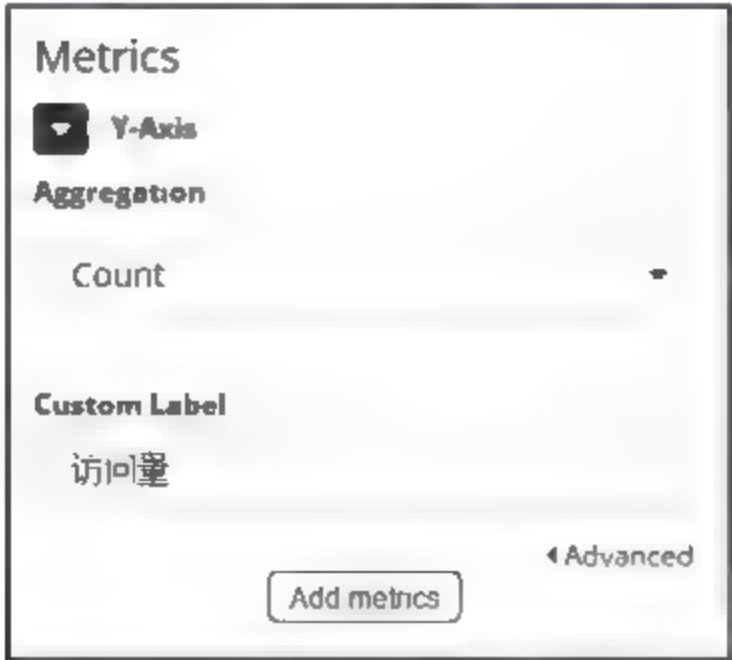 Metrics
Y-Axis
Aggregation
Count
Custom Label
访问量
Advanced
Add metrics